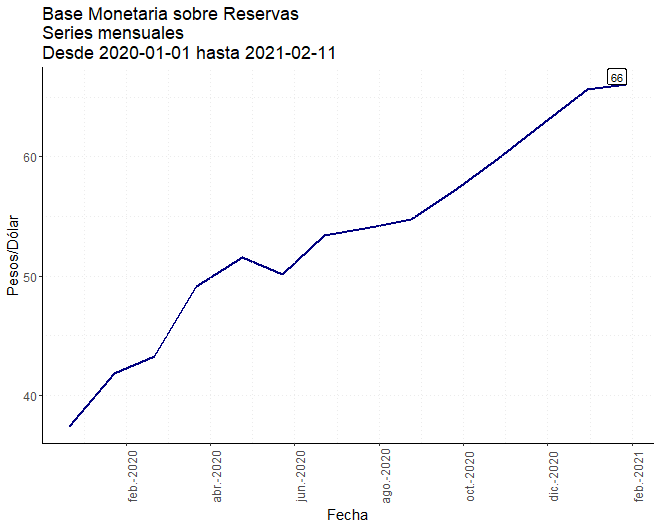 Base Monetaria sobre Reservas
Series mensuales
Desde 2020-01-01 hasta 2021-02-11
66
60
50
40
Pesos/Dólar
feb.-2020
abr.-2020
jun.-2020
ago.-2020
oct.-2020
dic.-2020
feb.-2021
Fecha